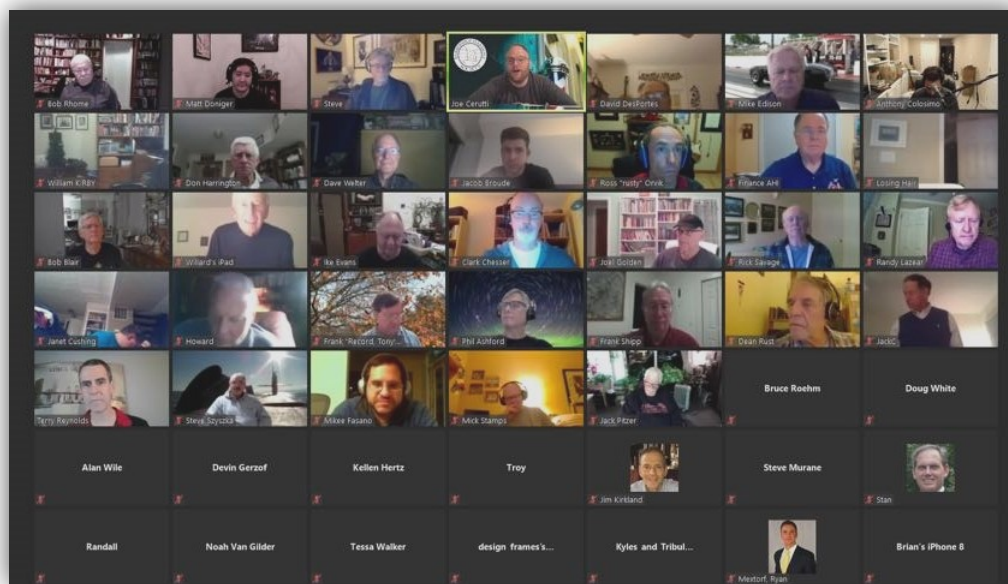 Bob Rhome
Matt Doniger
Steve
Joe Cerutti
David DesPortes
Mike Edison
Anthony Colosimo
William KIRBY
Don Harrington
Dave Welter
Jacob Broude
Ross "rusty" Orvik
Finance AHI
Losing Hair
Bob Blair
Willard's iPad
Ike Evans
Clark Chesser
Joel Golden
Rick Savage
Randy Lazear
Janet Cushing
Howard
Frank "Record, Tony'...
Phil Ashford
Frank Shipp
Dean Rust
JackC
Terry Reynolds
Steve Szyszka
Mikee Fasano
Mick Stamps
Jack Pitzer
Bruce Roehm
Doug White
Alan Wile
Devin Gerzof
Kellen Hertz
Troy
Jim Kirkland
Steve Murane
Stan
Randall
Noah Van Gilder
Tessa Walker
design frames's...
Kyles and Tribul...
Mextorf, Ryan
Brian's iPhone 8